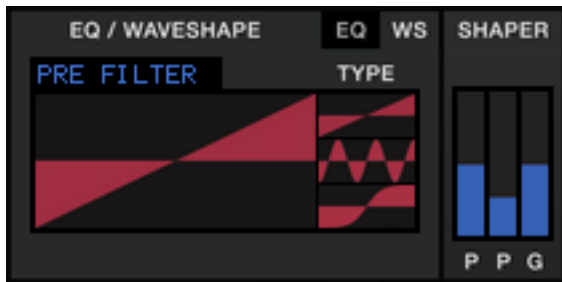 EQ / WAVESHAPE EQ WS SHAPER
PRE FILTER TYPE
P P G